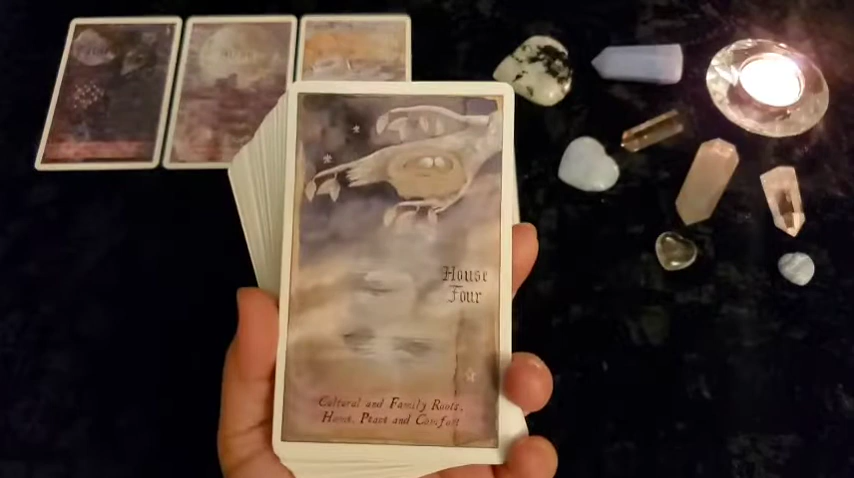 House
Four
Cultural and Family Roots,
Home, Peace and Comfort